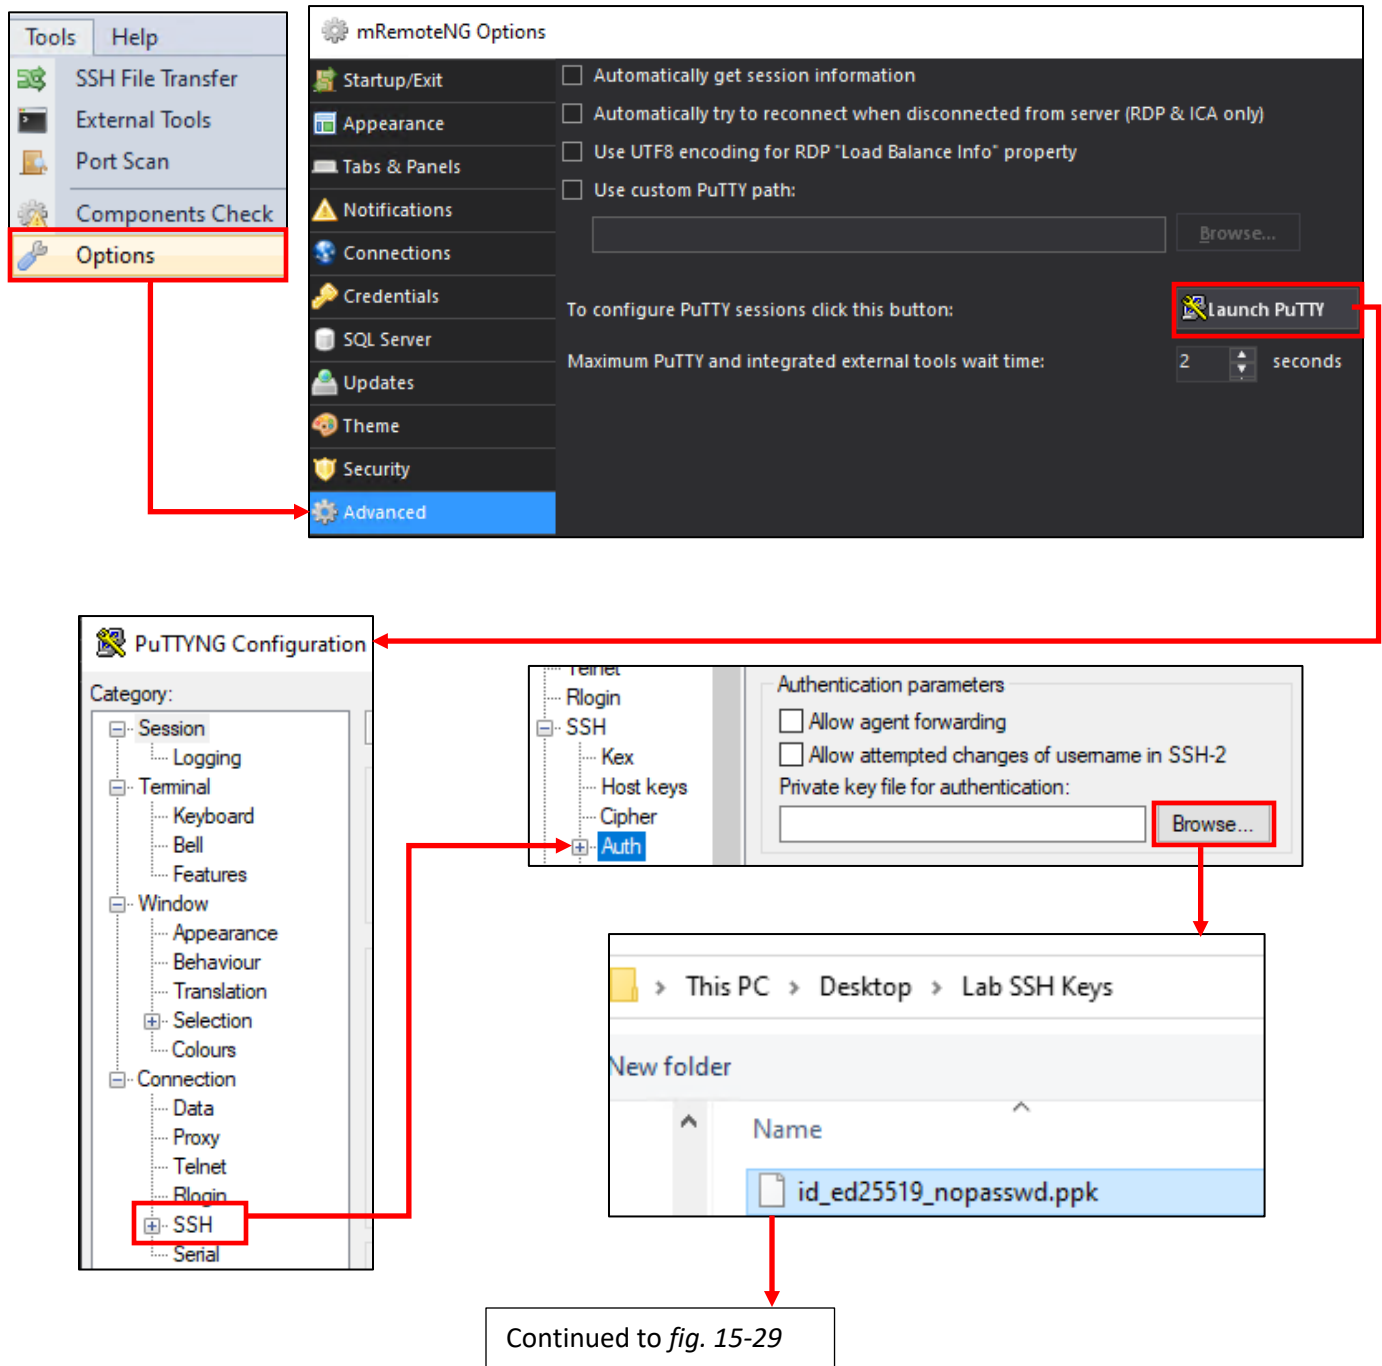 Tools Help
SSH File Transfer
External Tools
Port Scan
Components Check
Options
mRemoteNG Options
Startup/Exit
Appearance
Tabs & Panels
Notifications
Connections
Credentials
SQL Server
Updates
Theme
Security
Advanced
Automatically get session information
Automatically try to reconnect when disconnected from server (RDP & ICA only)
Use UTF8 encoding for RDP "Load Balance Info" property
Use custom PuTTY path:
Browse...
To configure PuTTY sessions click this button:
Launch PuTTY
Maximum PuTTY and integrated external tools wait time:
2 seconds
PuTTYNG Configuration
Category:
Session
Logging
Terminal
Keyboard
Bell
Features
Window
Appearance
Behaviour
Translation
Selection
Colours
Connection
Data
Proxy
Telnet
Rlogin
SSH
Serial
Telnet
Rlogin
SSH
Kex
Host keys
Cipher
Auth
Authentication parameters
Allow agent forwarding
Allow attempted changes of username in SSH-2
Private key file for authentication:
Browse...
This PC > Desktop > Lab SSH Keys
New folder
Name
id_ed25519_nopasswd.ppk
Continued to fig. 15-29